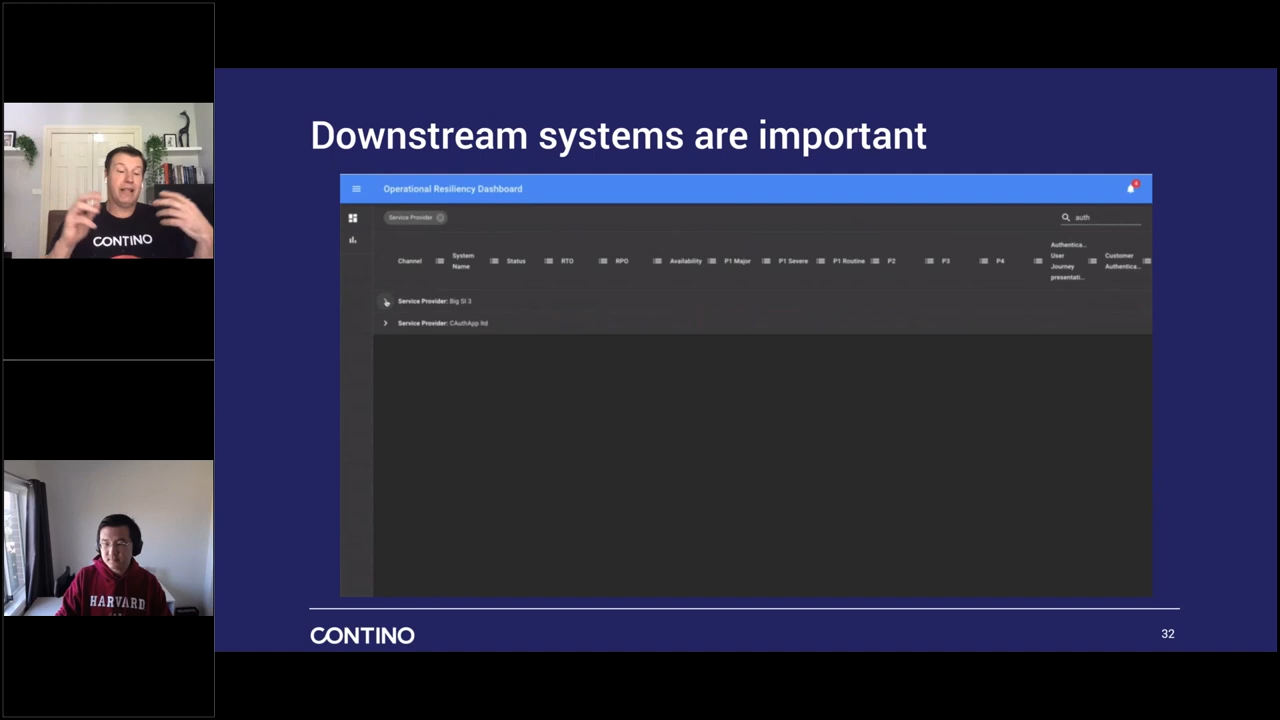 CONTINO
HARVARD
Downstream systems are important
Operational Resiliency Dashboard
Service Provider
auth
Channel
System
Name
Status
RTO
RPO
Availability
P1 Major
P1 Severe
P1 Routine
P2
P3
P4
Authentica...
User
Journey
presentati...
Customer
Authentica...
Service Provider: Big SI 3
Service Provider: CAuthApp ltd
CONTINO
32